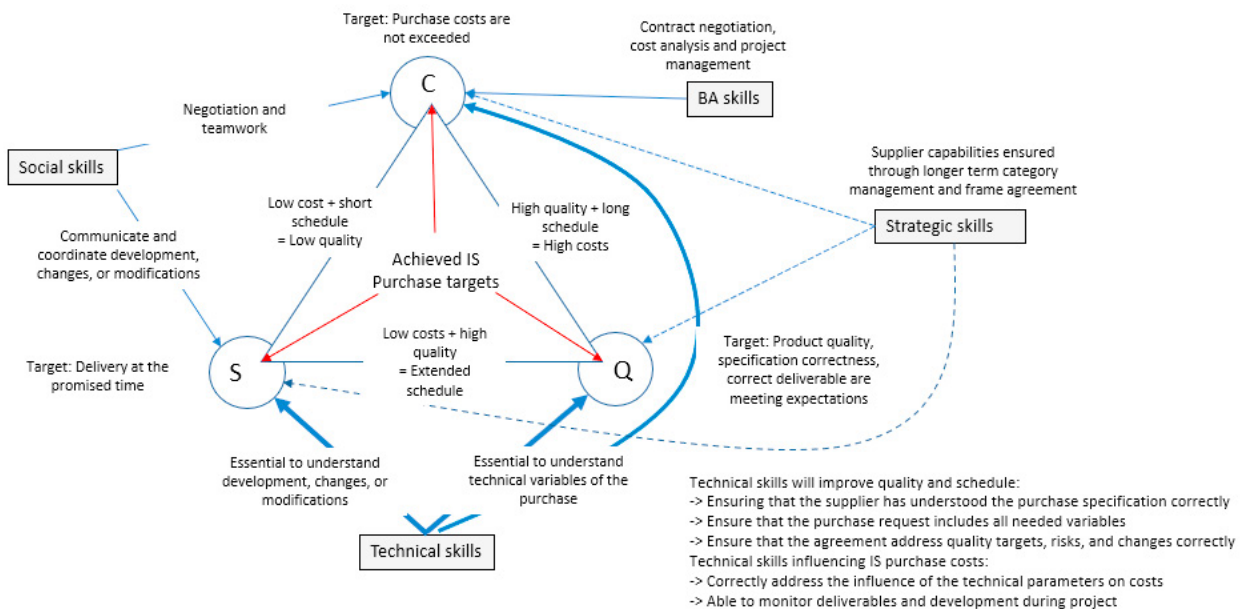 Target: Purchase costs are
not exceeded
C
Contract negotiation,
cost analysis and project
management
BA skills
Negotiation and
teamwork
Social skills
Supplier capabilities ensured
through longer term category
management and frame agreement
Strategic skills
Low cost + short
schedule
= Low quality
High quality + long
schedule
= High costs
Communicate and
coordinate development,
changes, or modifications
Achieved IS
Purchase targets
Target: Delivery at the
promised time
S
Low costs + high
quality
= Extended
schedule
Q
Target: Product quality,
specification correctness,
correct deliverable are
meeting expectations
Essential to understand
development, changes, or
modifications
Essential to understand
technical variables of the
purchase
Technical skills
Technical skills will improve quality and schedule:
-> Ensuring that the supplier has understood the purchase specification correctly
-> Ensure that the purchase request includes all needed variables
-> Ensure that the agreement address quality targets, risks, and changes correctly
Technical skills influencing IS purchase costs:
-> Correctly address the influence of the technical parameters on costs
-> Able to monitor deliverables and development during project